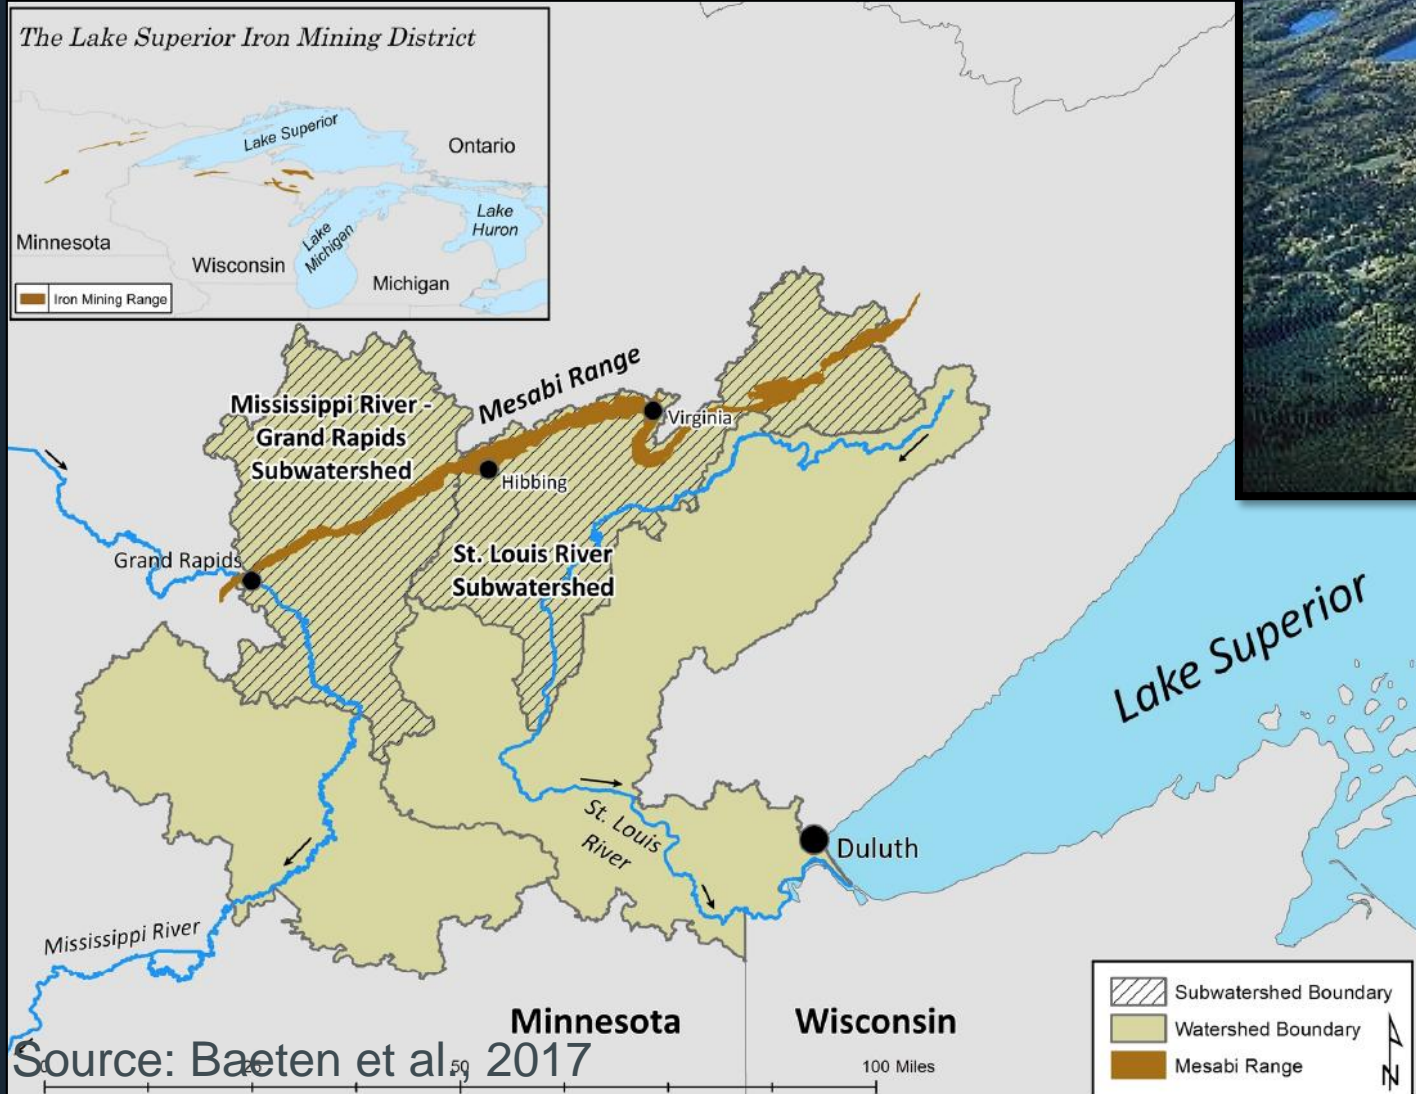 The Lake Superior Iron Mining District
Lake Superior
Ontario
Lake
Huron
Lake
Michigan
Minnesota
Wisconsin
Michigan
Iron Mining Range
Mesabi Range
Mississippi River -
Grand Rapids
Subwatershed
Virginia
Hibbing
Grand Rapids
St. Louis River
Subwatershed
Lake Superior
St. Louis
River
Duluth
Mississippi River
Minnesota
Wisconsin
Subwatershed Boundary
Watershed Boundary
Mesabi Range
N
Source: Baeten et al., 2017
0 25 50 100 Miles